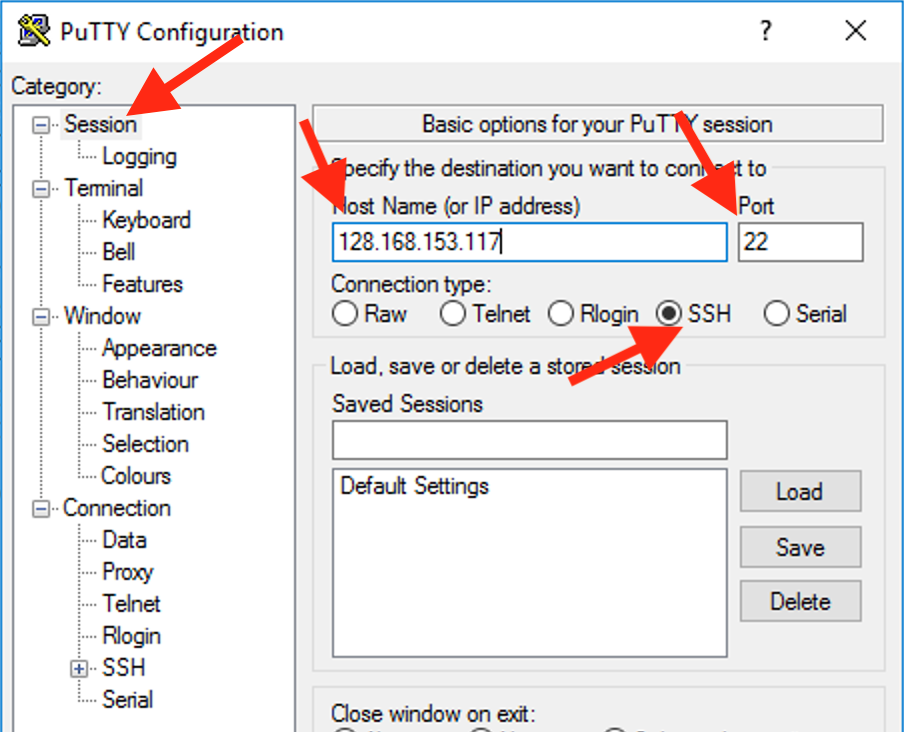 PuTTY Configuration
?
Category:
Session
Logging
Terminal
Keyboard
Bell
Features
Window
Appearance
Behaviour
Translation
Selection
Colours
Connection
Data
Proxy
Telnet
Rlogin
SSH
Serial
Basic options for your PuTTY session
Specify the destination you want to connect to
Host Name (or IP address) Port
128.168.153.117 22
Connection type:
Raw Telnet Rlogin SSH Serial
Load, save or delete a stored session
Saved Sessions
Default Settings
Load
Save
Delete
Close window on exit: